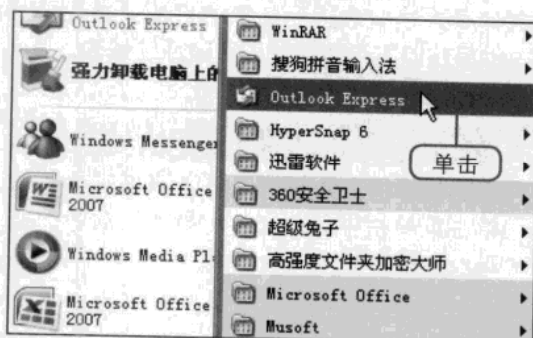 Outlook Express
强力卸载电脑上的
Windows Messenge
Microsoft Office
2007
Windows Media Pl
Microsoft Office
2007
WinRAR
搜狗拼音输入法
Outlook Express
HyperSnap 6
迅雷软件
单击
360安全卫士
超级兔子
高强度文件夹加密大师
Microsoft Office
Musoft